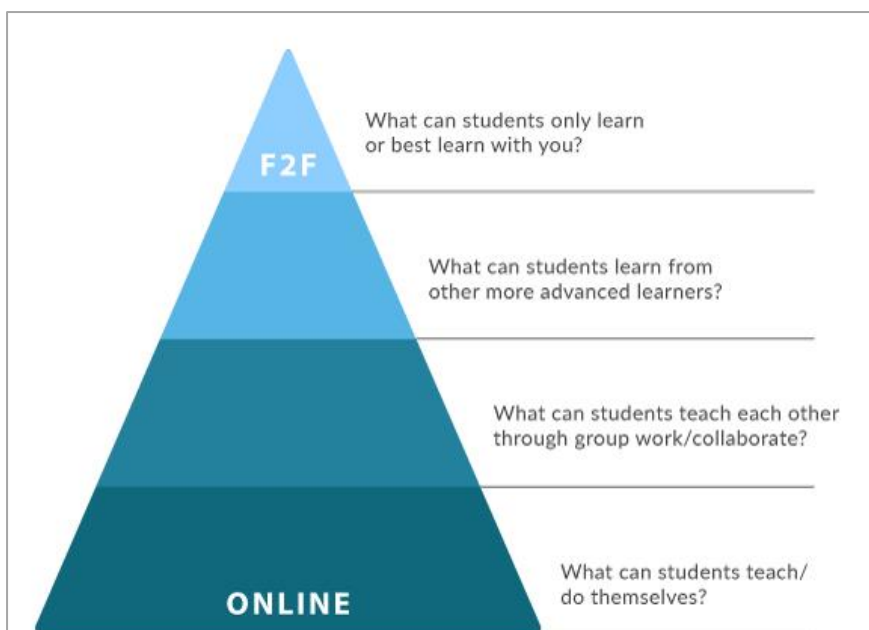 What can students only learn
or best learn with you?
F2F
What can students learn from
other more advanced learners?
What can students teach each other
through group work/collaborate?
What can students teach/
do themselves?
ONLINE